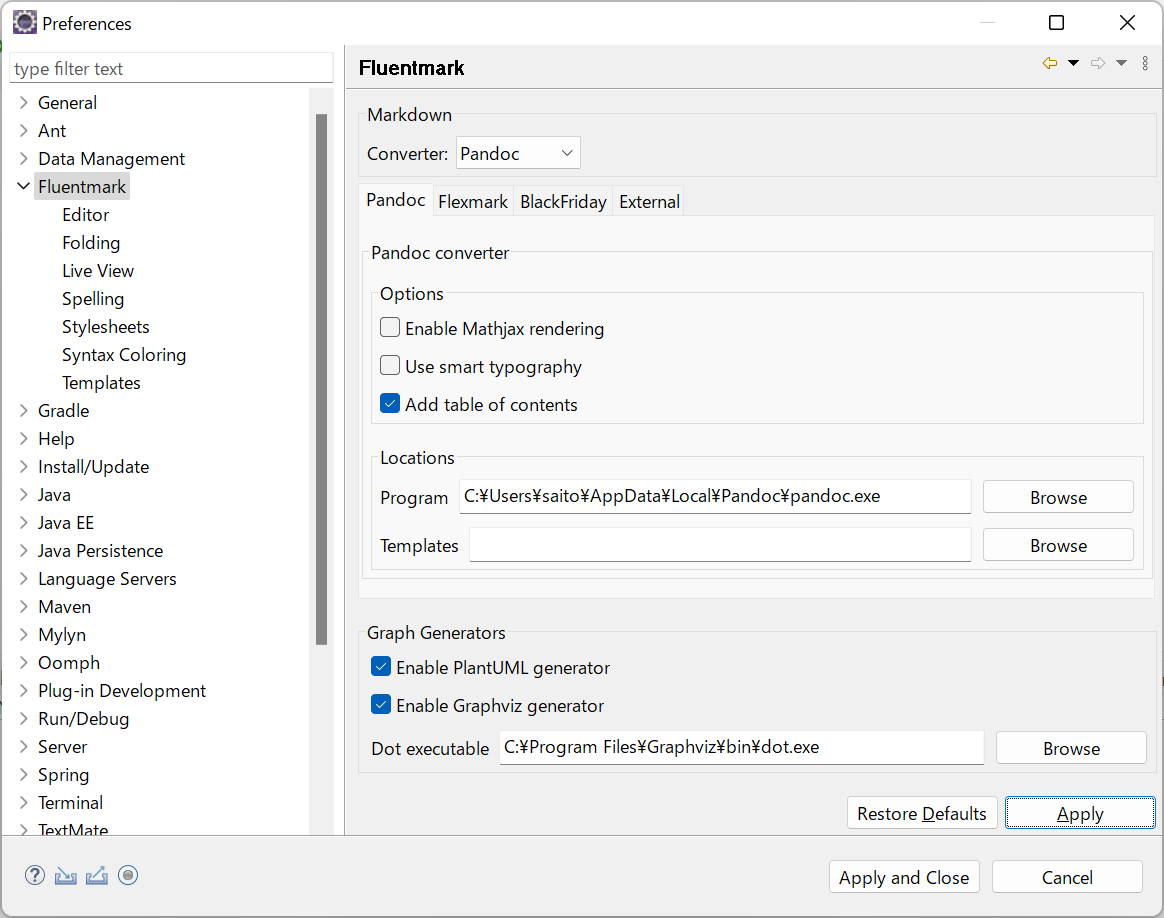 Preferences
type filter text
General
Ant
Data Management
Fluentmark
Editor
Folding
Live View
Spelling
Stylesheets
Syntax Coloring
Templates
Gradle
Help
Install/Update
Java
Java EE
Java Persistence
Language Servers
Maven
Mylyn
Oomph
Plug-in Development
Run/Debug
Server
Spring
Terminal
TextMate
Fluentmark
Markdown
Converter: Pandoc
Pandoc Flexmark BlackFriday External
Pandoc converter
Options
Enable Mathjax rendering
Use smart typography
Add table of contents
Locations
Program C:¥Users¥saito¥AppData¥Local¥Pandoc¥pandoc.exe Browse
Templates Browse
Graph Generators
Enable PlantUML generator
Enable Graphviz generator
Dot executable C:¥Program Files¥Graphviz¥bin¥dot.exe Browse
Restore Defaults Apply
Apply and Close Cancel